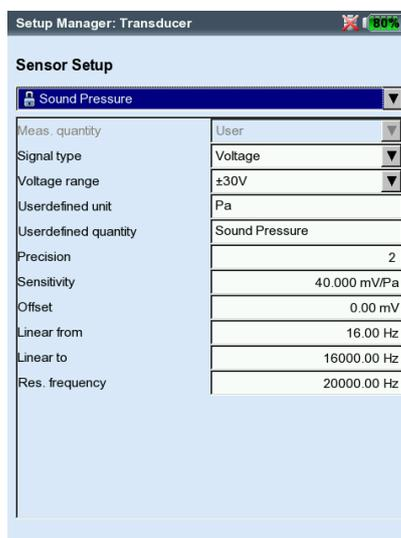 Setup Manager: Transducer 80%
Sensor Setup
Sound Pressure
Meas. quantity User
Signal type Voltage
Voltage range ±30V
Userdefined unit Pa
Userdefined quantity Sound Pressure
Precision 2
Sensitivity 40.000 mV/Pa
Offset 0.00 mV
Linear from 16.00 Hz
Linear to 16000.00 Hz
Res. frequency 20000.00 Hz